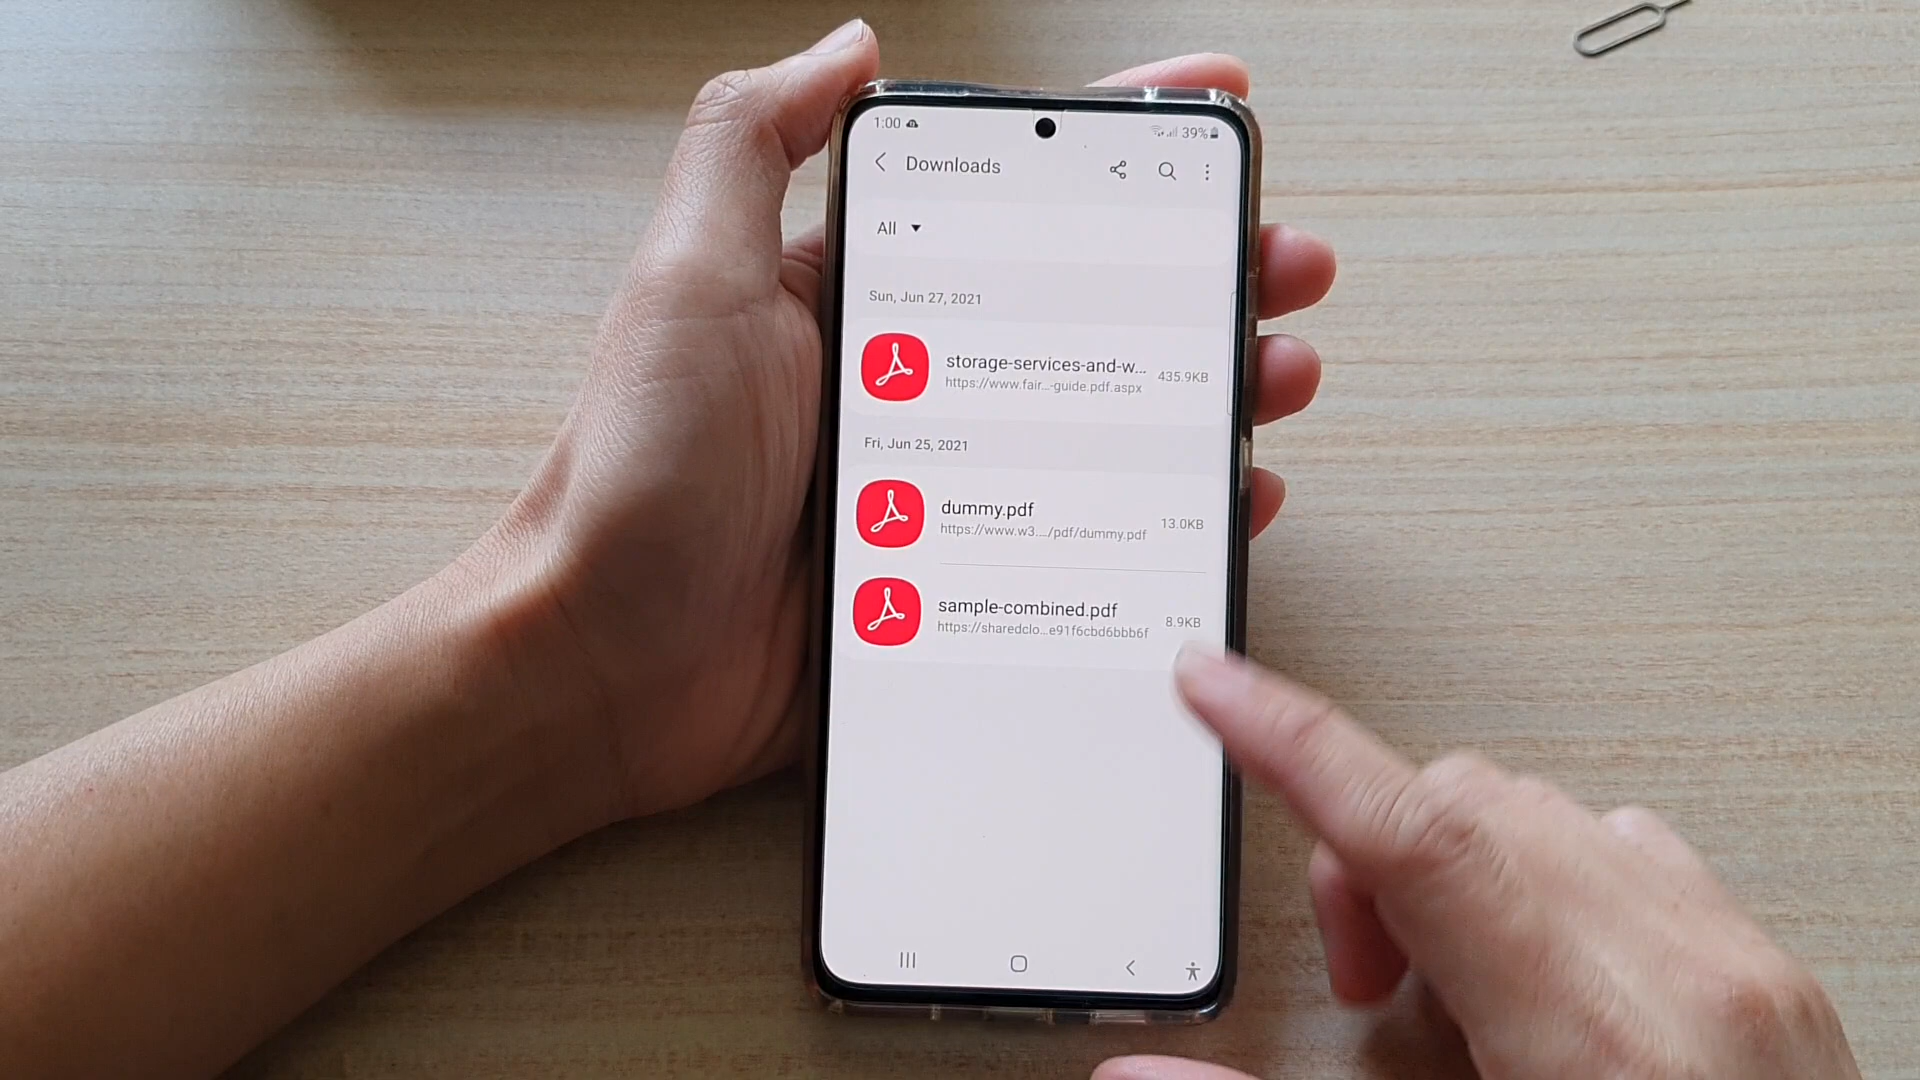 1:00 39%
Downloads
All
Sun, Jun 27, 2021
storage-services-and-w... 435.9KB
https://www.fair...-guide.pdf.aspx
Fri, Jun 25, 2021
dummy.pdf
https://www.w3.../pdf/dummy.pdf 13.0KB
sample-combined.pdf
https://sharedclo...e91f6cbd6bbb6f 8.9KB